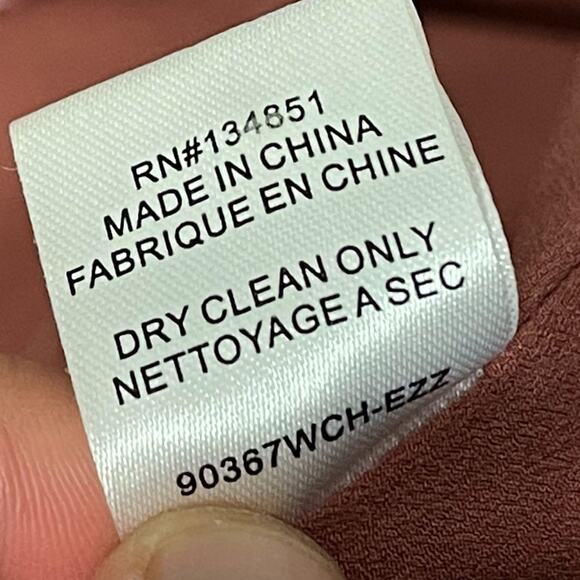 RN#134851
MADE IN CHINA
FABRIQUE EN CHINE
DRY CLEAN ONLY
NETTOYAGE A SEC
90367WCH-EZZ